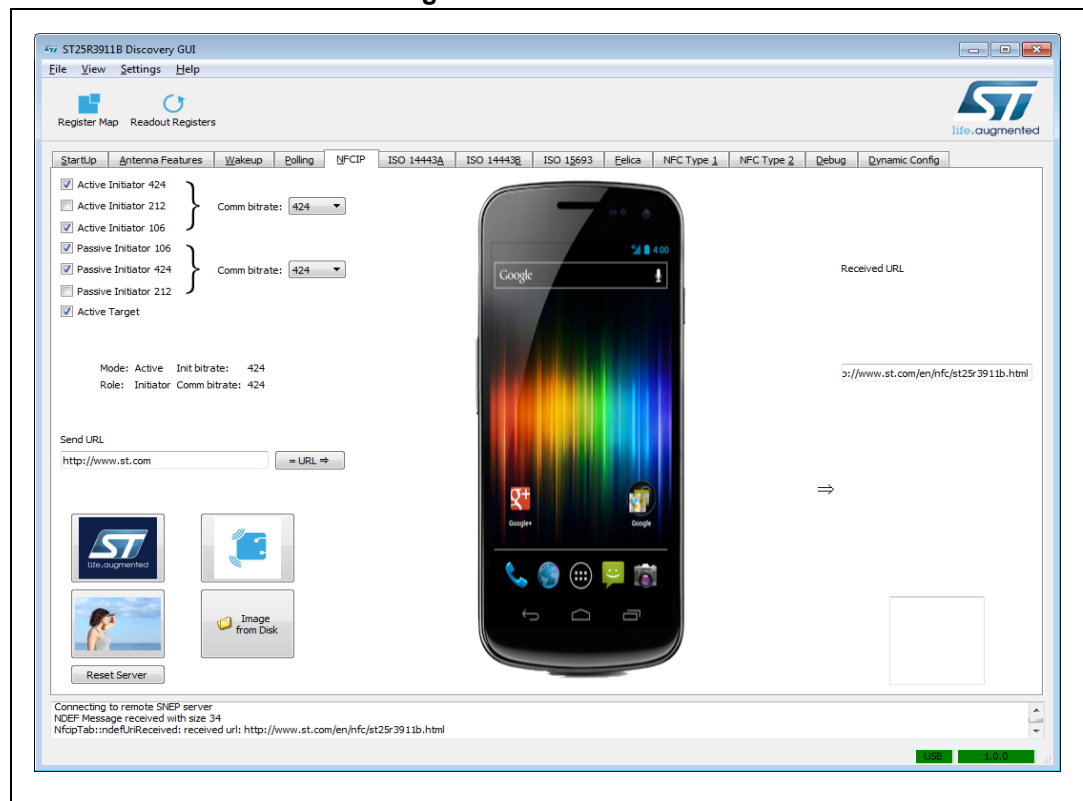 ST25R3911B Discovery GUI
File View Settings Help
Register Map Readout Registers
ST
life.augmented
StartUp Antenna Features Wakeup Polling NFCIP ISO 14443A ISO 14443B ISO 15693 Felica NFC Type 1 NFC Type 2 Debug Dynamic Config
Active Initiator 424
Active Initiator 212
Active Initiator 106
Comm bitrate: 424
Passive Initiator 106
Passive Initiator 424
Passive Initiator 212
Comm bitrate: 424
Active Target
Mode: Active Init bitrate: 424
Role: Initiator Comm bitrate: 424
Send URL
http://www.st.com = URL ⇒
ST
life.augmented
Image
from Disk
Reset Server
4:00
Google
Google+ Google
Received URL
://www.st.com/en/nfc/st25r3911b.html
⇒
Connecting to remote SNEP server
NDEF Message received with size 34
NfcipTab::ndefUriReceived: received url: http://www.st.com/en/nfc/st25r3911b.html
USB 1.0.0